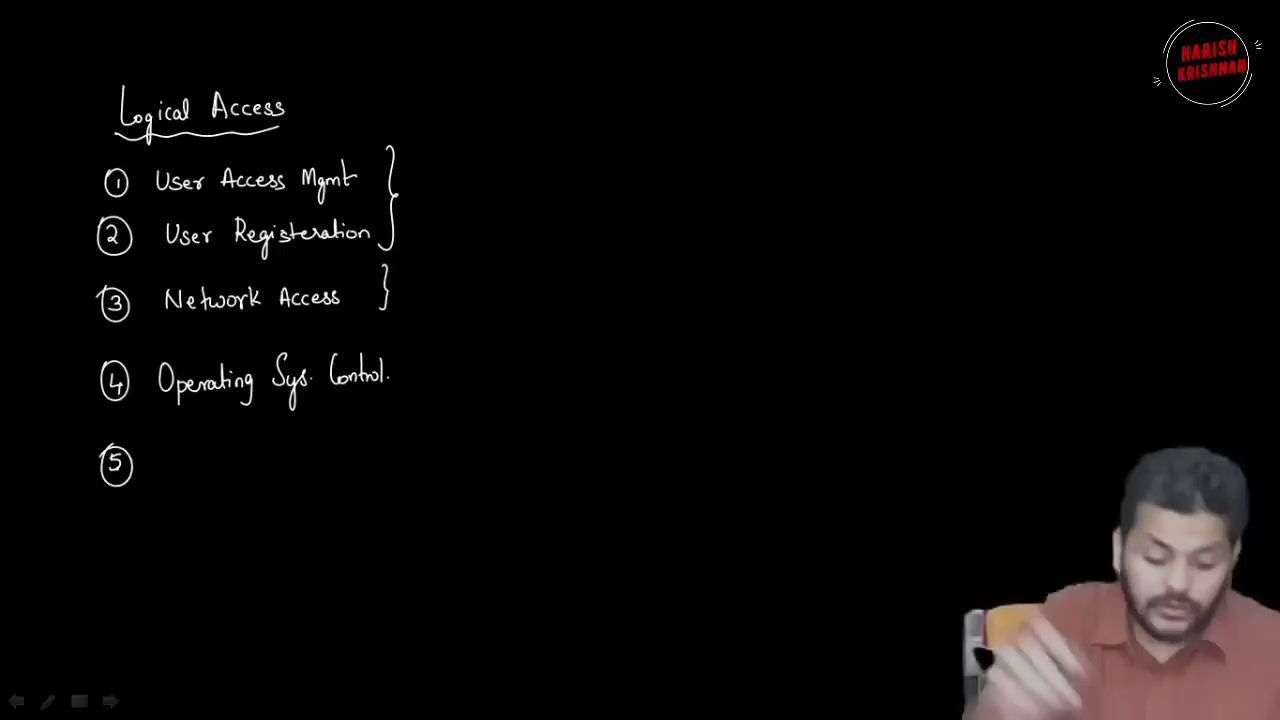 HARISH
KRISHNAN
Logical Access
① User Access Mgmt
② User Registeration
③ Network Access
④ Operating Sys. Control.
⑤